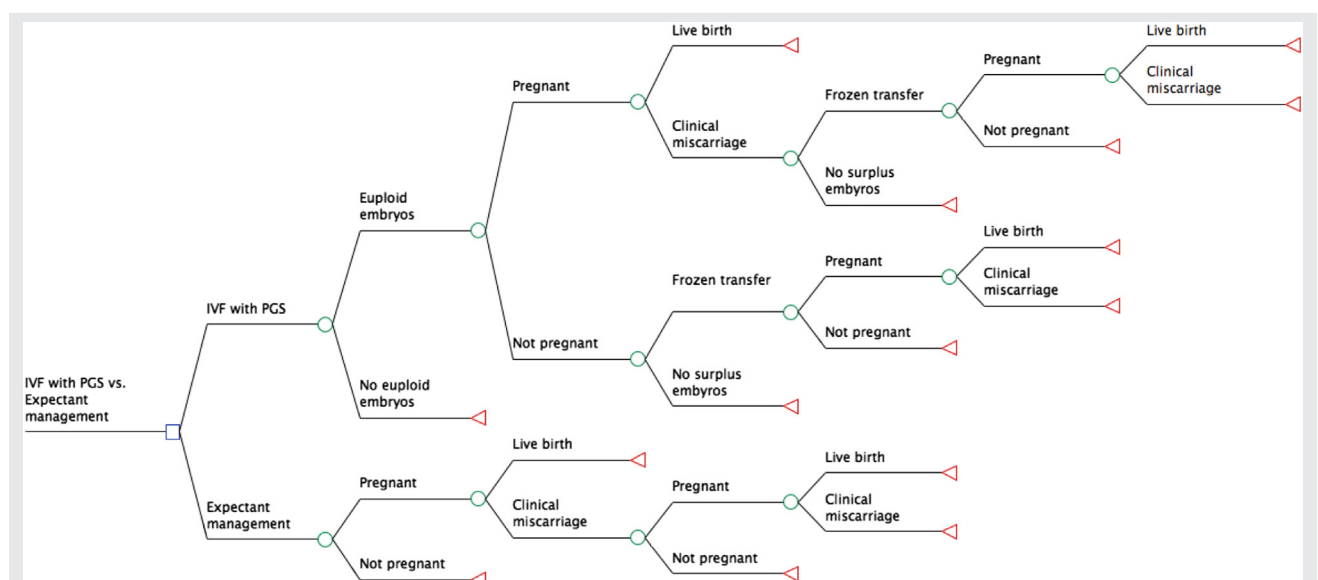 Live birth
Live birth
Pregnant
Clinical
miscarriage
Pregnant
Frozen transfer
Clinical
miscarriage
Not pregnant
No surplus
embyros
Euploid
embryos
Live birth
Pregnant
Clinical
miscarriage
Frozen transfer
IVF with PGS
Not pregnant
Not pregnant
No surplus
embyros
IVF with PGS vs.
Expectant
management
No euploid
embryos
Live birth
Live birth
Pregnant
Pregnant
Clinical
miscarriage
Clinical
miscarriage
Expectant
management
Not pregnant
Not pregnant